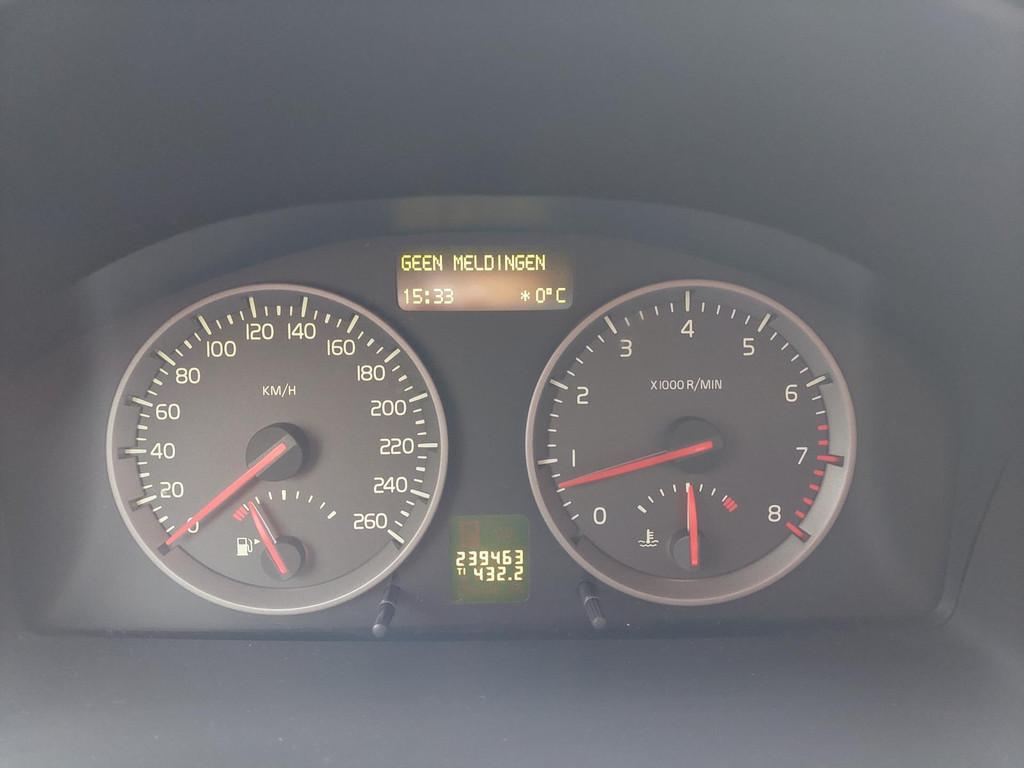 GEEN MELDINGEN
15:33 *0°C
0 20 40 60 80 100 120 140 160 180 200 220 240 260
KM/H
0 1 2 3 4 5 6 7 8
X1000 R/MIN
239463
T1 432.2